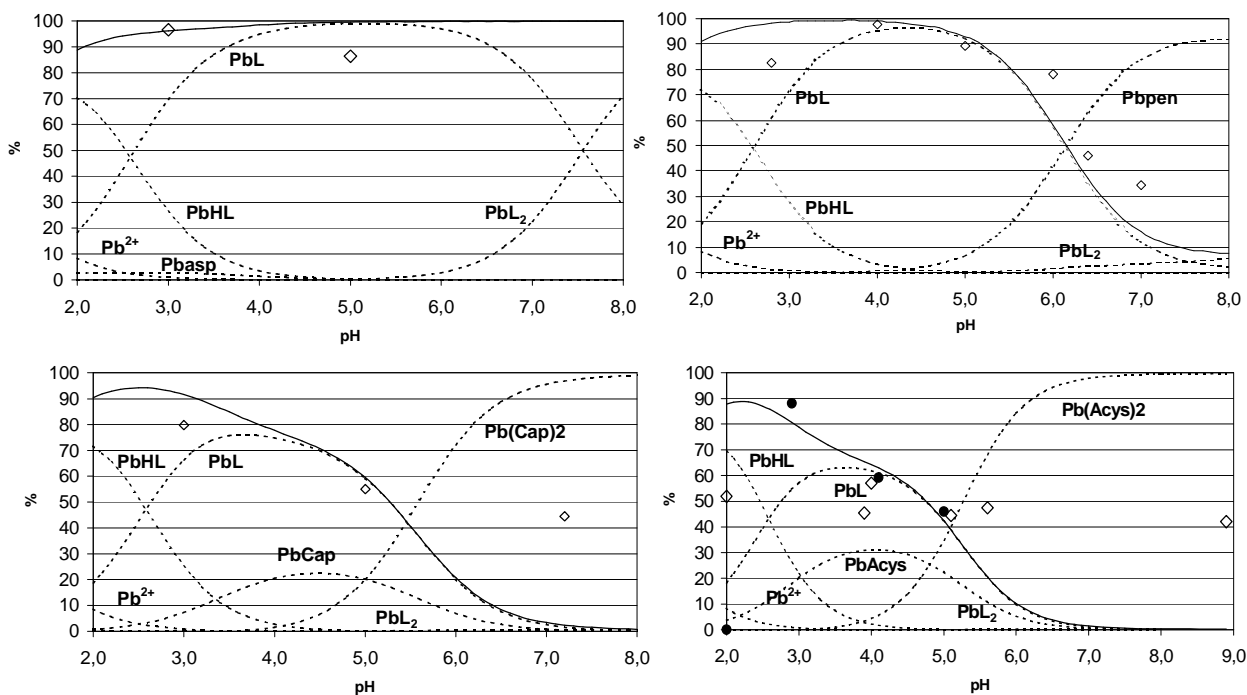 100
90
80
70
60
50
40
30
20
10
0
%
PbL
PbHL
PbL2
Pb2+
Pbasp
2,0 3,0 4,0 5,0 6,0 7,0 8,0
pH
100
90
80
70
60
50
40
30
20
10
0
%
PbL
Pbpen
PbHL
Pb2+
PbL2
2,0 3,0 4,0 5,0 6,0 7,0 8,0
pH
100
90
80
70
60
50
40
30
20
10
0
%
Pb(Cap)2
PbHL
PbL
PbCap
Pb2+
PbL2
2,0 3,0 4,0 5,0 6,0 7,0 8,0
pH
100
90
80
70
60
50
40
30
20
10
0
%
Pb(Acys)2
PbHL
PbL
PbAcys
Pb2+
PbL2
2,0 3,0 4,0 5,0 6,0 7,0 8,0 9,0
pH